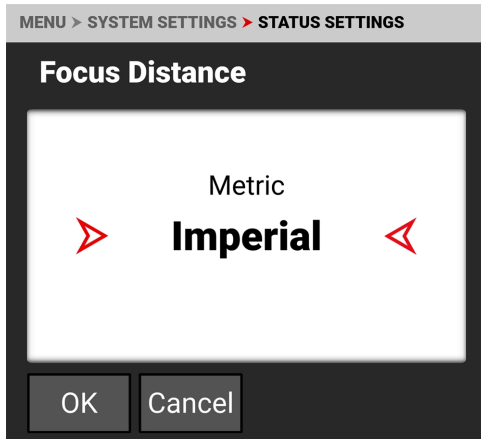 MENU > SYSTEM SETTINGS > STATUS SETTINGS
Focus Distance
Metric
Imperial
OK Cancel